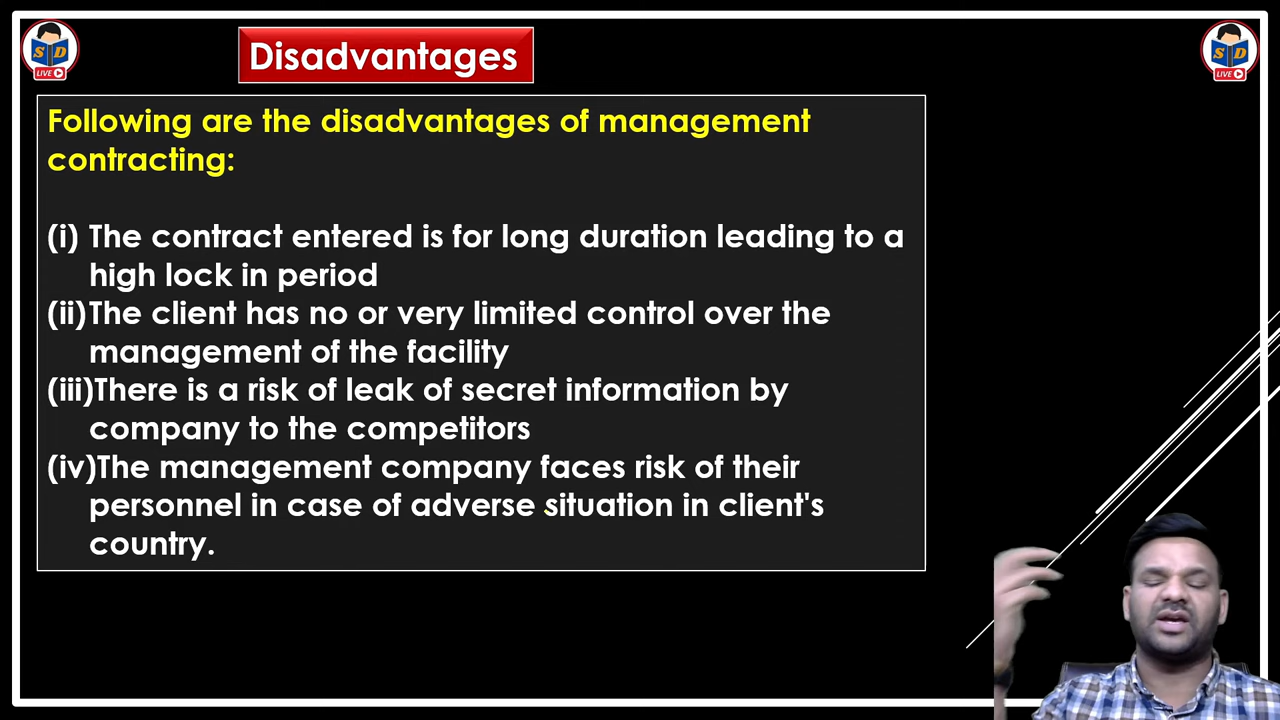 S D
LIVE
Disadvantages
S D
LIVE
Following are the disadvantages of management
contracting:
(i) The contract entered is for long duration leading to a
high lock in period
(ii)The client has no or very limited control over the
management of the facility
(iii)There is a risk of leak of secret information by
company to the competitors
(iv)The management company faces risk of their
personnel in case of adverse situation in client's
country.